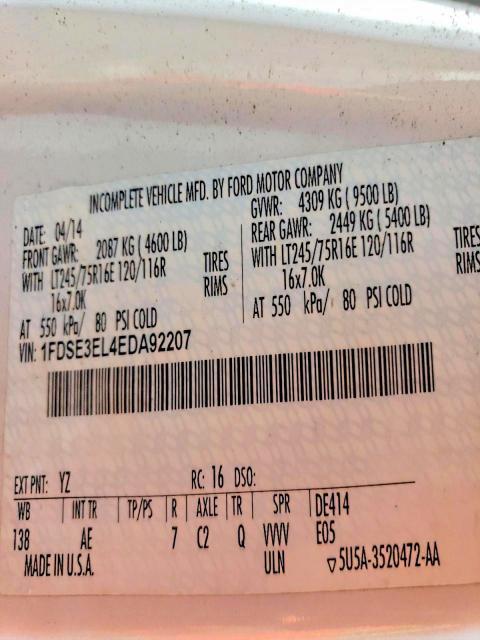 INCOMPLETE VEHICLE MFD. BY FORD MOTOR COMPANY
DATE: 04/14 GVWR: 4309 KG ( 9500 LB)
FRONT GAWR: 2087 KG ( 4600 LB) REAR GAWR: 2449 KG ( 5400 LB)
WITH LT245/75R16E 120/116R TIRES WITH LT245/75R16E 120/116R TIRES
16x7.0K RIMS 16x7.0K RIMS
AT 550 kPa/ 80 PSI COLD AT 550 kPa/ 80 PSI COLD
VIN: 1FDSE3EL4EDA92207
EXT PNT: YZ RC: 16 DSO:
WB INT TR TP/PS R AXLE TR SPR DE414
138 AE 7 C2 Q VVVV E05
MADE IN U.S.A. ULN ▽5U5A-3520472-AA